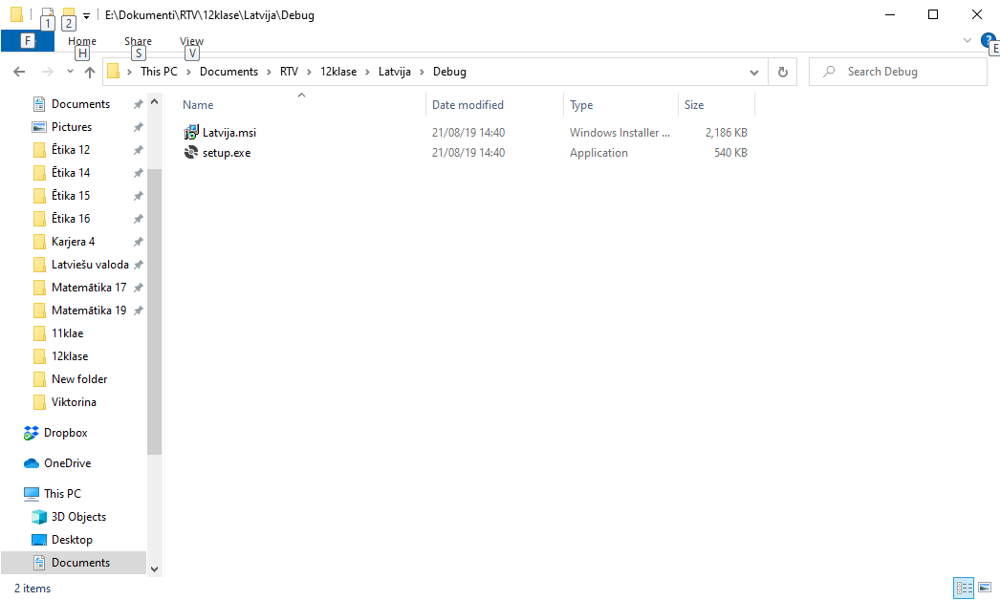 E:\Dokumenti\RTV\12klase\Latvija\Debug
1
2
F
Home
Share
View
H
S
V
?
E
This PC
Documents
RTV
12klase
Latvija
Debug
Search Debug
Name
Date modified
Type
Size
Latvija.msi
21/08/19 14:40
Windows Installer ...
2,186 KB
setup.exe
21/08/19 14:40
Application
540 KB
Documents
Pictures
Ētika 12
Ētika 14
Ētika 15
Ētika 16
Karjera 4
Latviešu valoda
Matemātika 17
Matemātika 19
11klae
12klase
New folder
Viktorina
Dropbox
OneDrive
This PC
3D Objects
Desktop
Documents
2 items